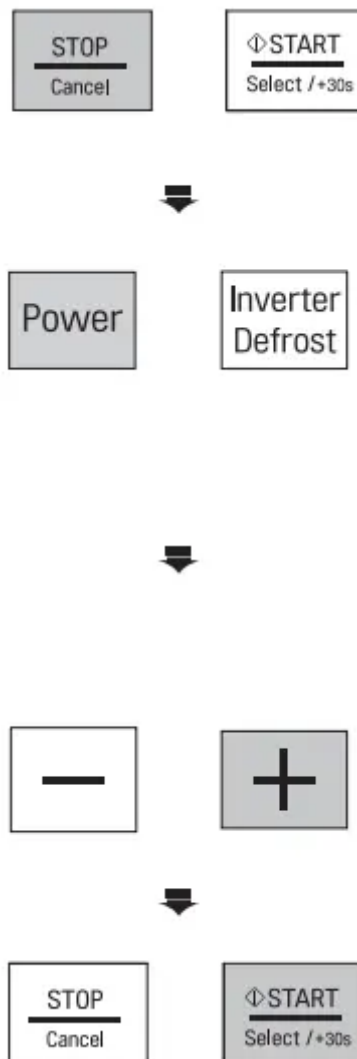 STOP
Cancel
START
Select /+30s
Power
Inverter
Defrost
—
+
STOP
Cancel
START
Select /+30s